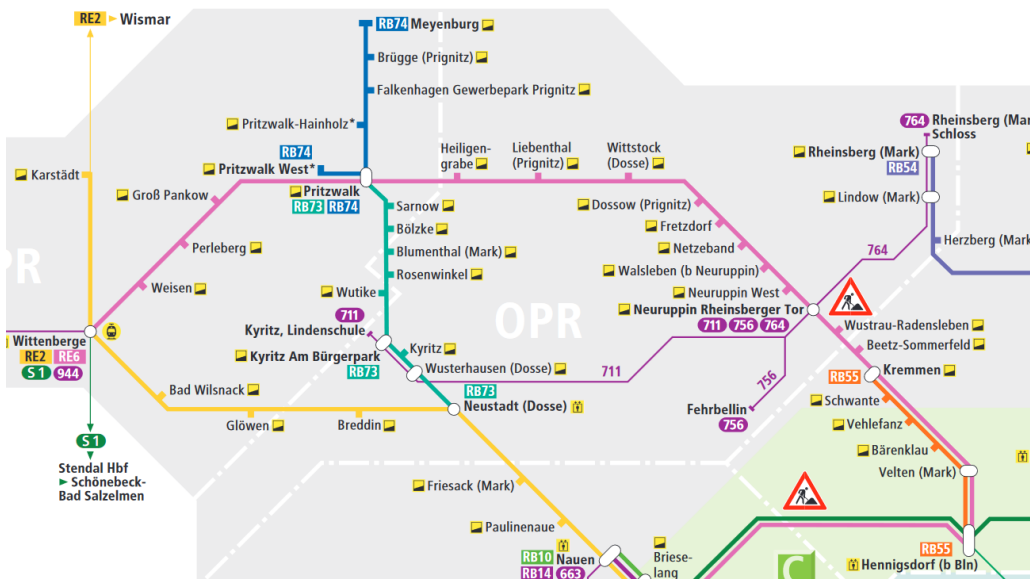 RE2 Wismar
RB74 Meyenburg
Brügge (Prignitz)
Falkenhagen Gewerbepark Prignitz
Pritzwalk-Hainholz*
RB74
Pritzwalk West*
Pritzwalk
RB73 RB74
Heiligen-
grabe
Liebenthal
(Prignitz)
Wittstock
(Dosse)
764 Rheinsberg (Mar
Schloss
Rheinsberg (Mark)
RB54
Lindow (Mark)
Herzberg (Mark
764
Karstädt
Groß Pankow
Perleberg
Weisen
PR
Sarnow
Bölzke
Blumenthal (Mark)
Rosenwinkel
Wutike
OPR
Dossow (Prignitz)
Fretzdorf
Netzeband
Walsleben (b Neuruppin)
Neuruppin West
Neuruppin Rheinsberger Tor
711 756 764
Wittenberge
RE2 RE6
S1 944
711
Kyritz, Lindenschule
Kyritz Am Bürgerpark
RB73
Kyritz
Wusterhausen (Dosse)
711
RB73
Neustadt (Dosse)
756
Fehrbellin
756
Wustrau-Radensleben
Beetz-Sommerfeld
RB55
Kremmen
Schwante
Vehlefanz
Bärenklau
Velten (Mark)
Bad Wilsnack
Glöwen
Breddin
S1
Stendal Hbf
Schönebeck-
Bad Salzelmen
Friesack (Mark)
Paulinenaue
RB10 Nauen
RB14 663
Briese-
lang
C
RB55
Hennigsdorf (b Bln)